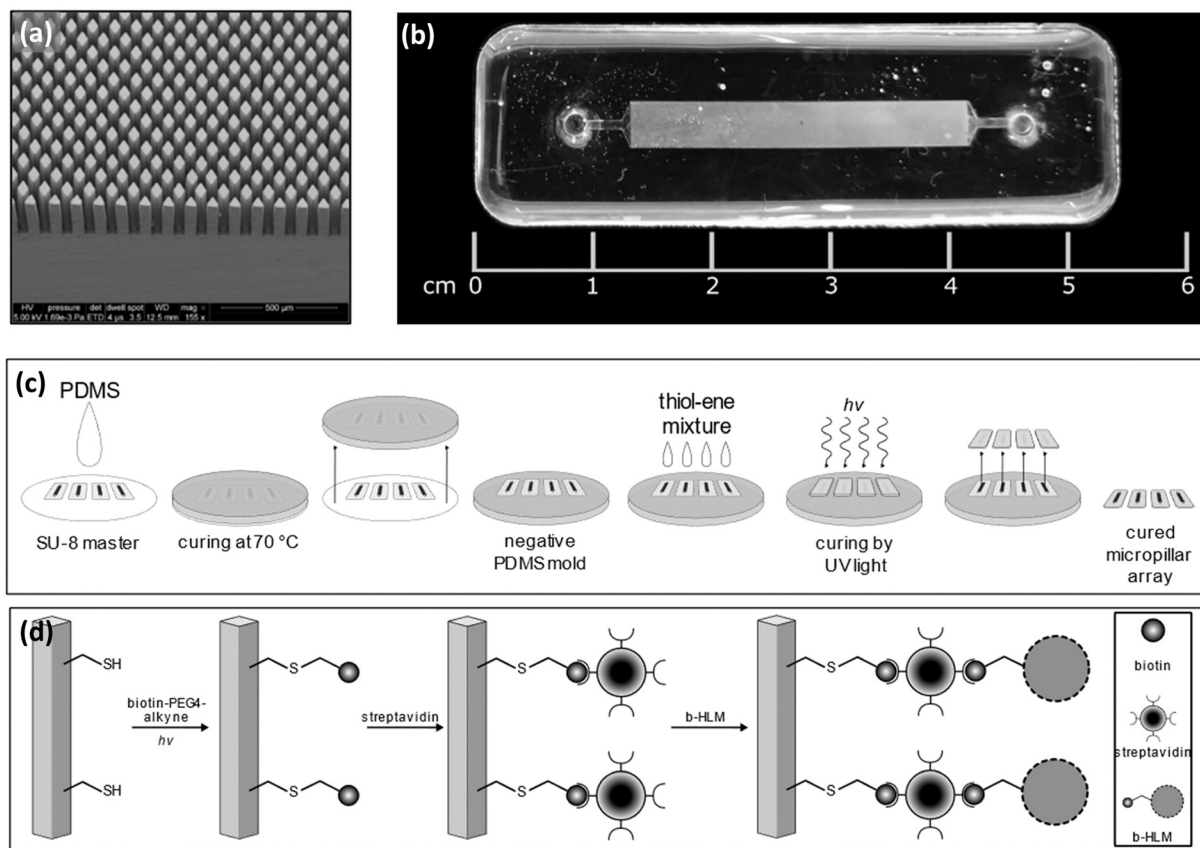 (a)
HV pressure det dwell spot WD mag 500 µm
5.00 kV 1.69e-3 Pa ETD 4 µs 3.5 12.5 mm 155 x
(b)
cm 0 1 2 3 4 5 6
(c)
PDMS
SU-8 master
curing at 70 °C
negative
PDMS mold
thiol-ene
mixture
hv
curing by
UV light
cured
micropillar
array
(d)
SH
SH
biotin-PEG4-
alkyne
hv
S
S
streptavidin
S
S
b-HLM
S
S
biotin
streptavidin
b-HLM